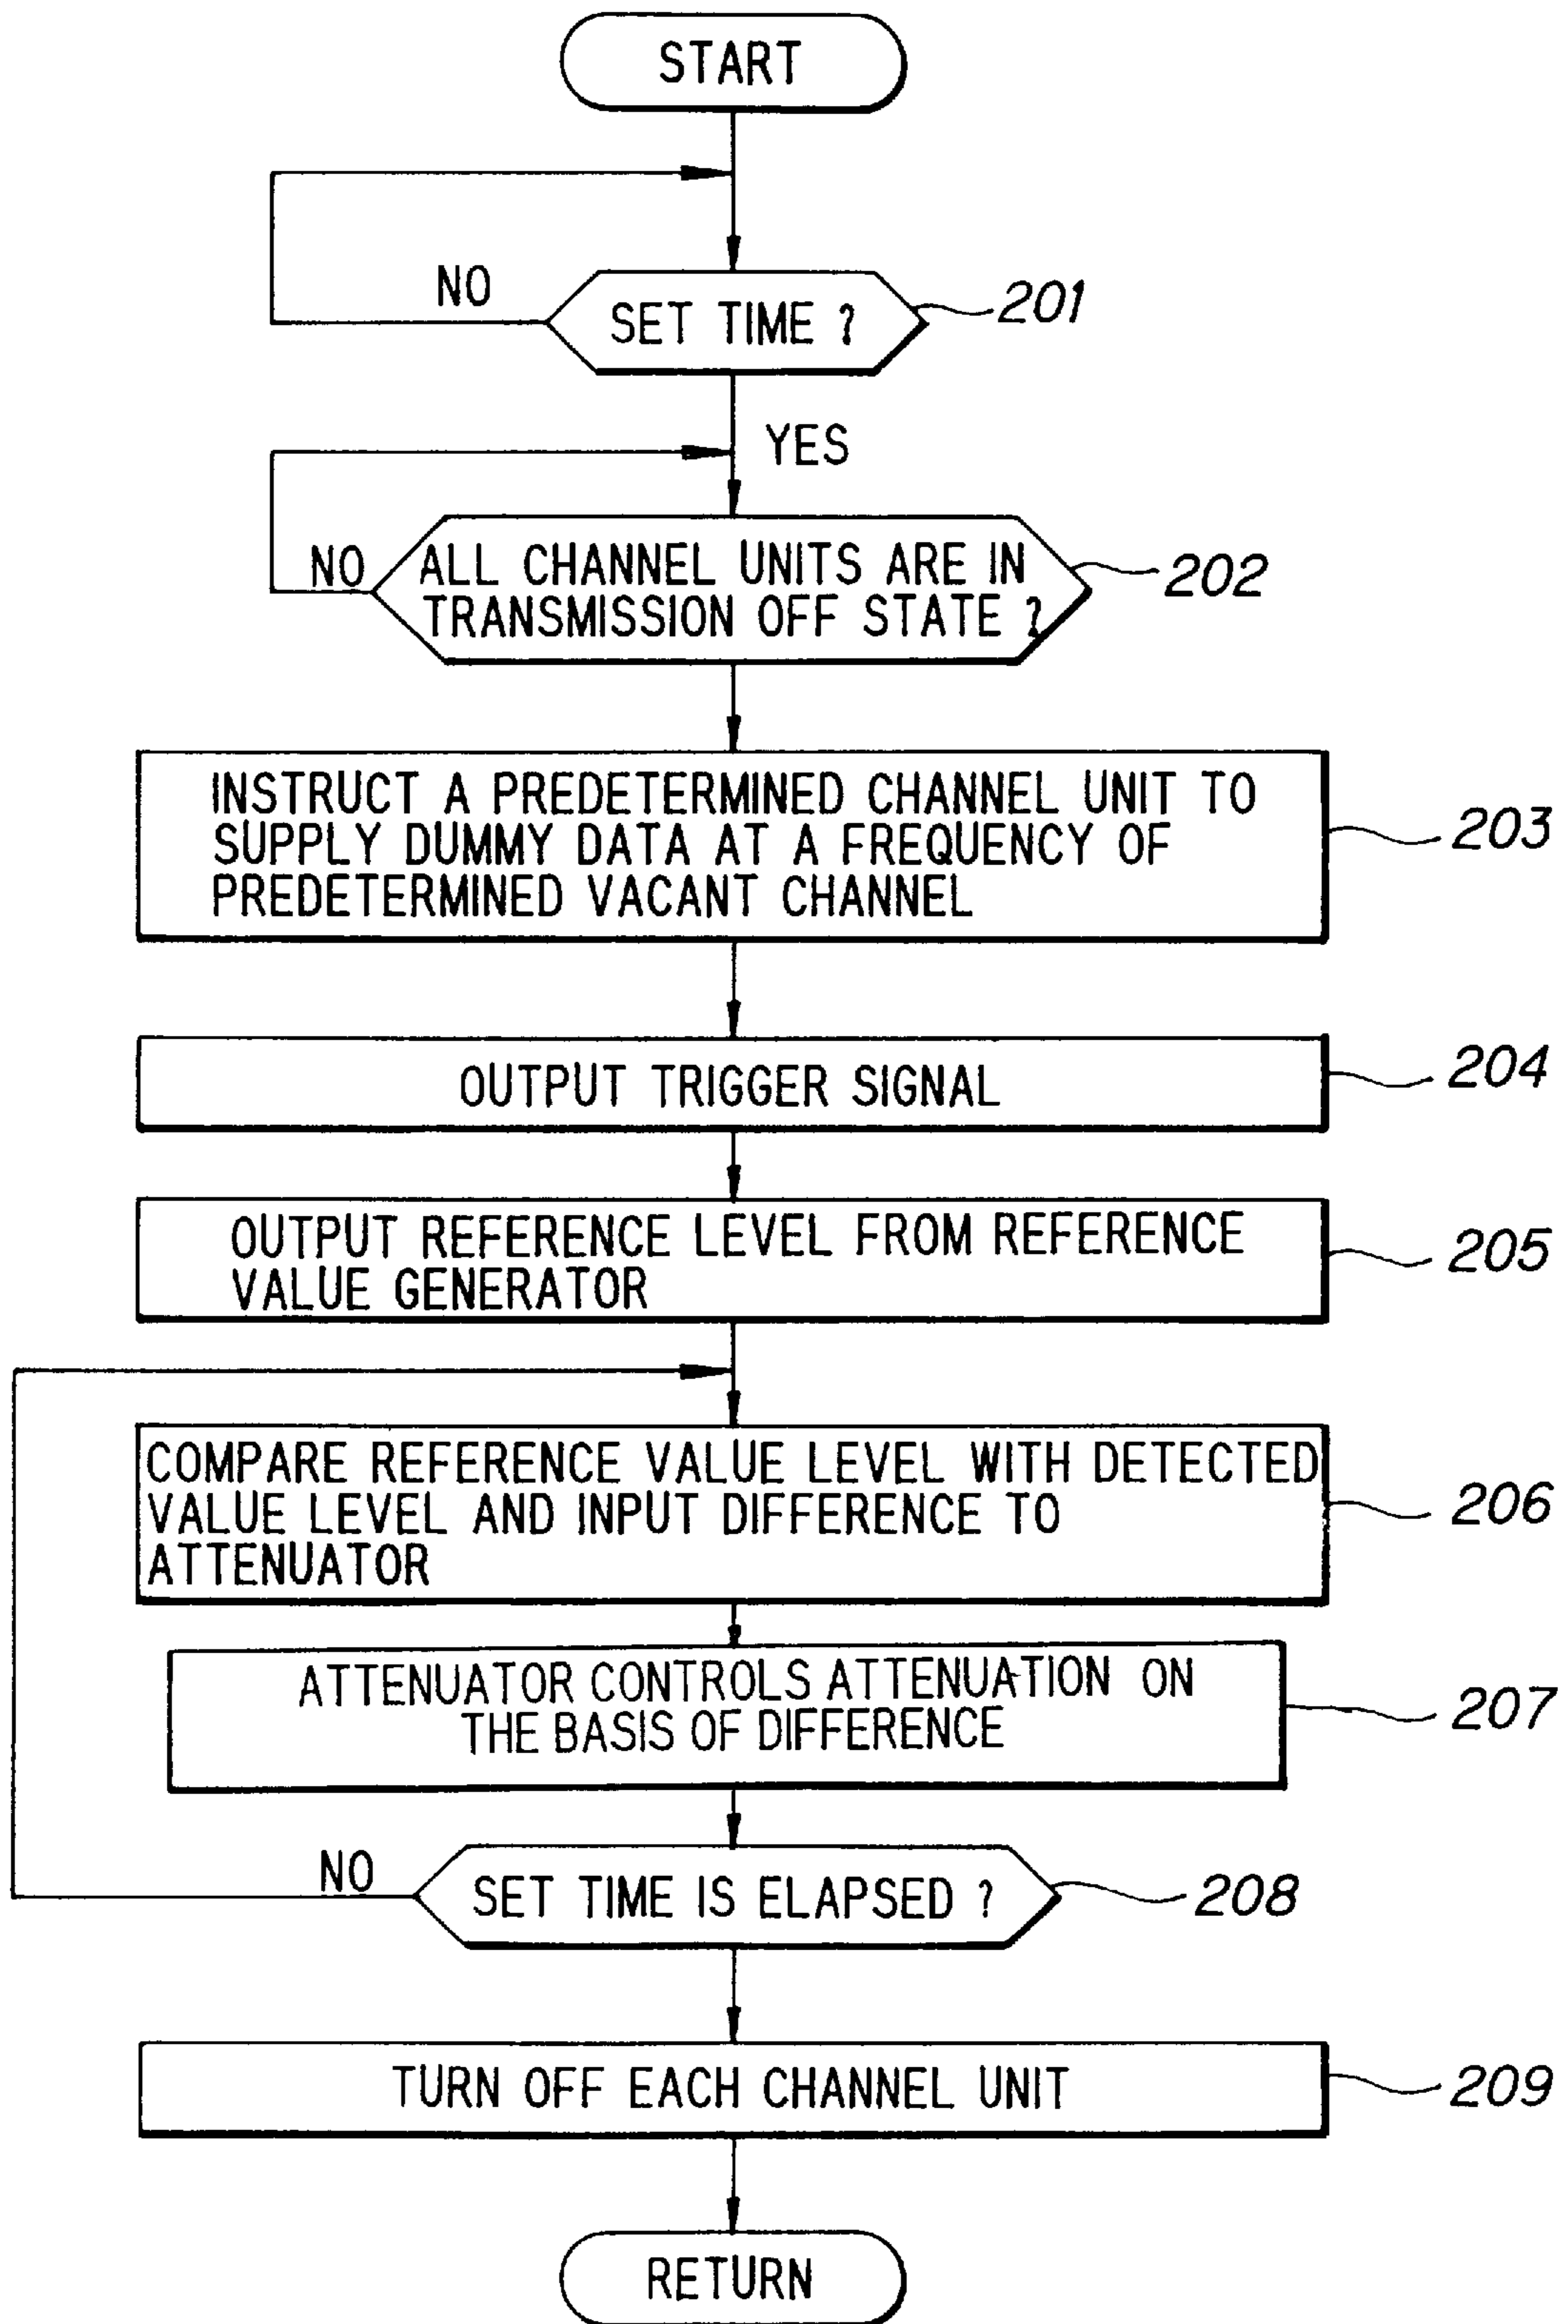 START
NO
SET TIME ?
201
YES
NO
ALL CHANNEL UNITS ARE IN
TRANSMISSION OFF STATE ?
202
INSTRUCT A PREDETERMINED CHANNEL UNIT TO
SUPPLY DUMMY DATA AT A FREQUENCY OF
PREDETERMINED VACANT CHANNEL
203
OUTPUT TRIGGER SIGNAL
204
OUTPUT REFERENCE LEVEL FROM REFERENCE
VALUE GENERATOR
205
COMPARE REFERENCE VALUE LEVEL WITH DETECTED
VALUE LEVEL AND INPUT DIFFERENCE TO
ATTENUATOR
206
ATTENUATOR CONTROLS ATTENUATION ON
THE BASIS OF DIFFERENCE
207
NO
SET TIME IS ELAPSED ?
208
TURN OFF EACH CHANNEL UNIT
209
RETURN